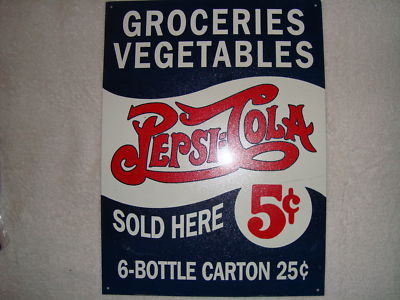 GROCERIES
VEGETABLES
PEPSI:COLA
SOLD HERE 5¢
6-BOTTLE CARTON 25¢